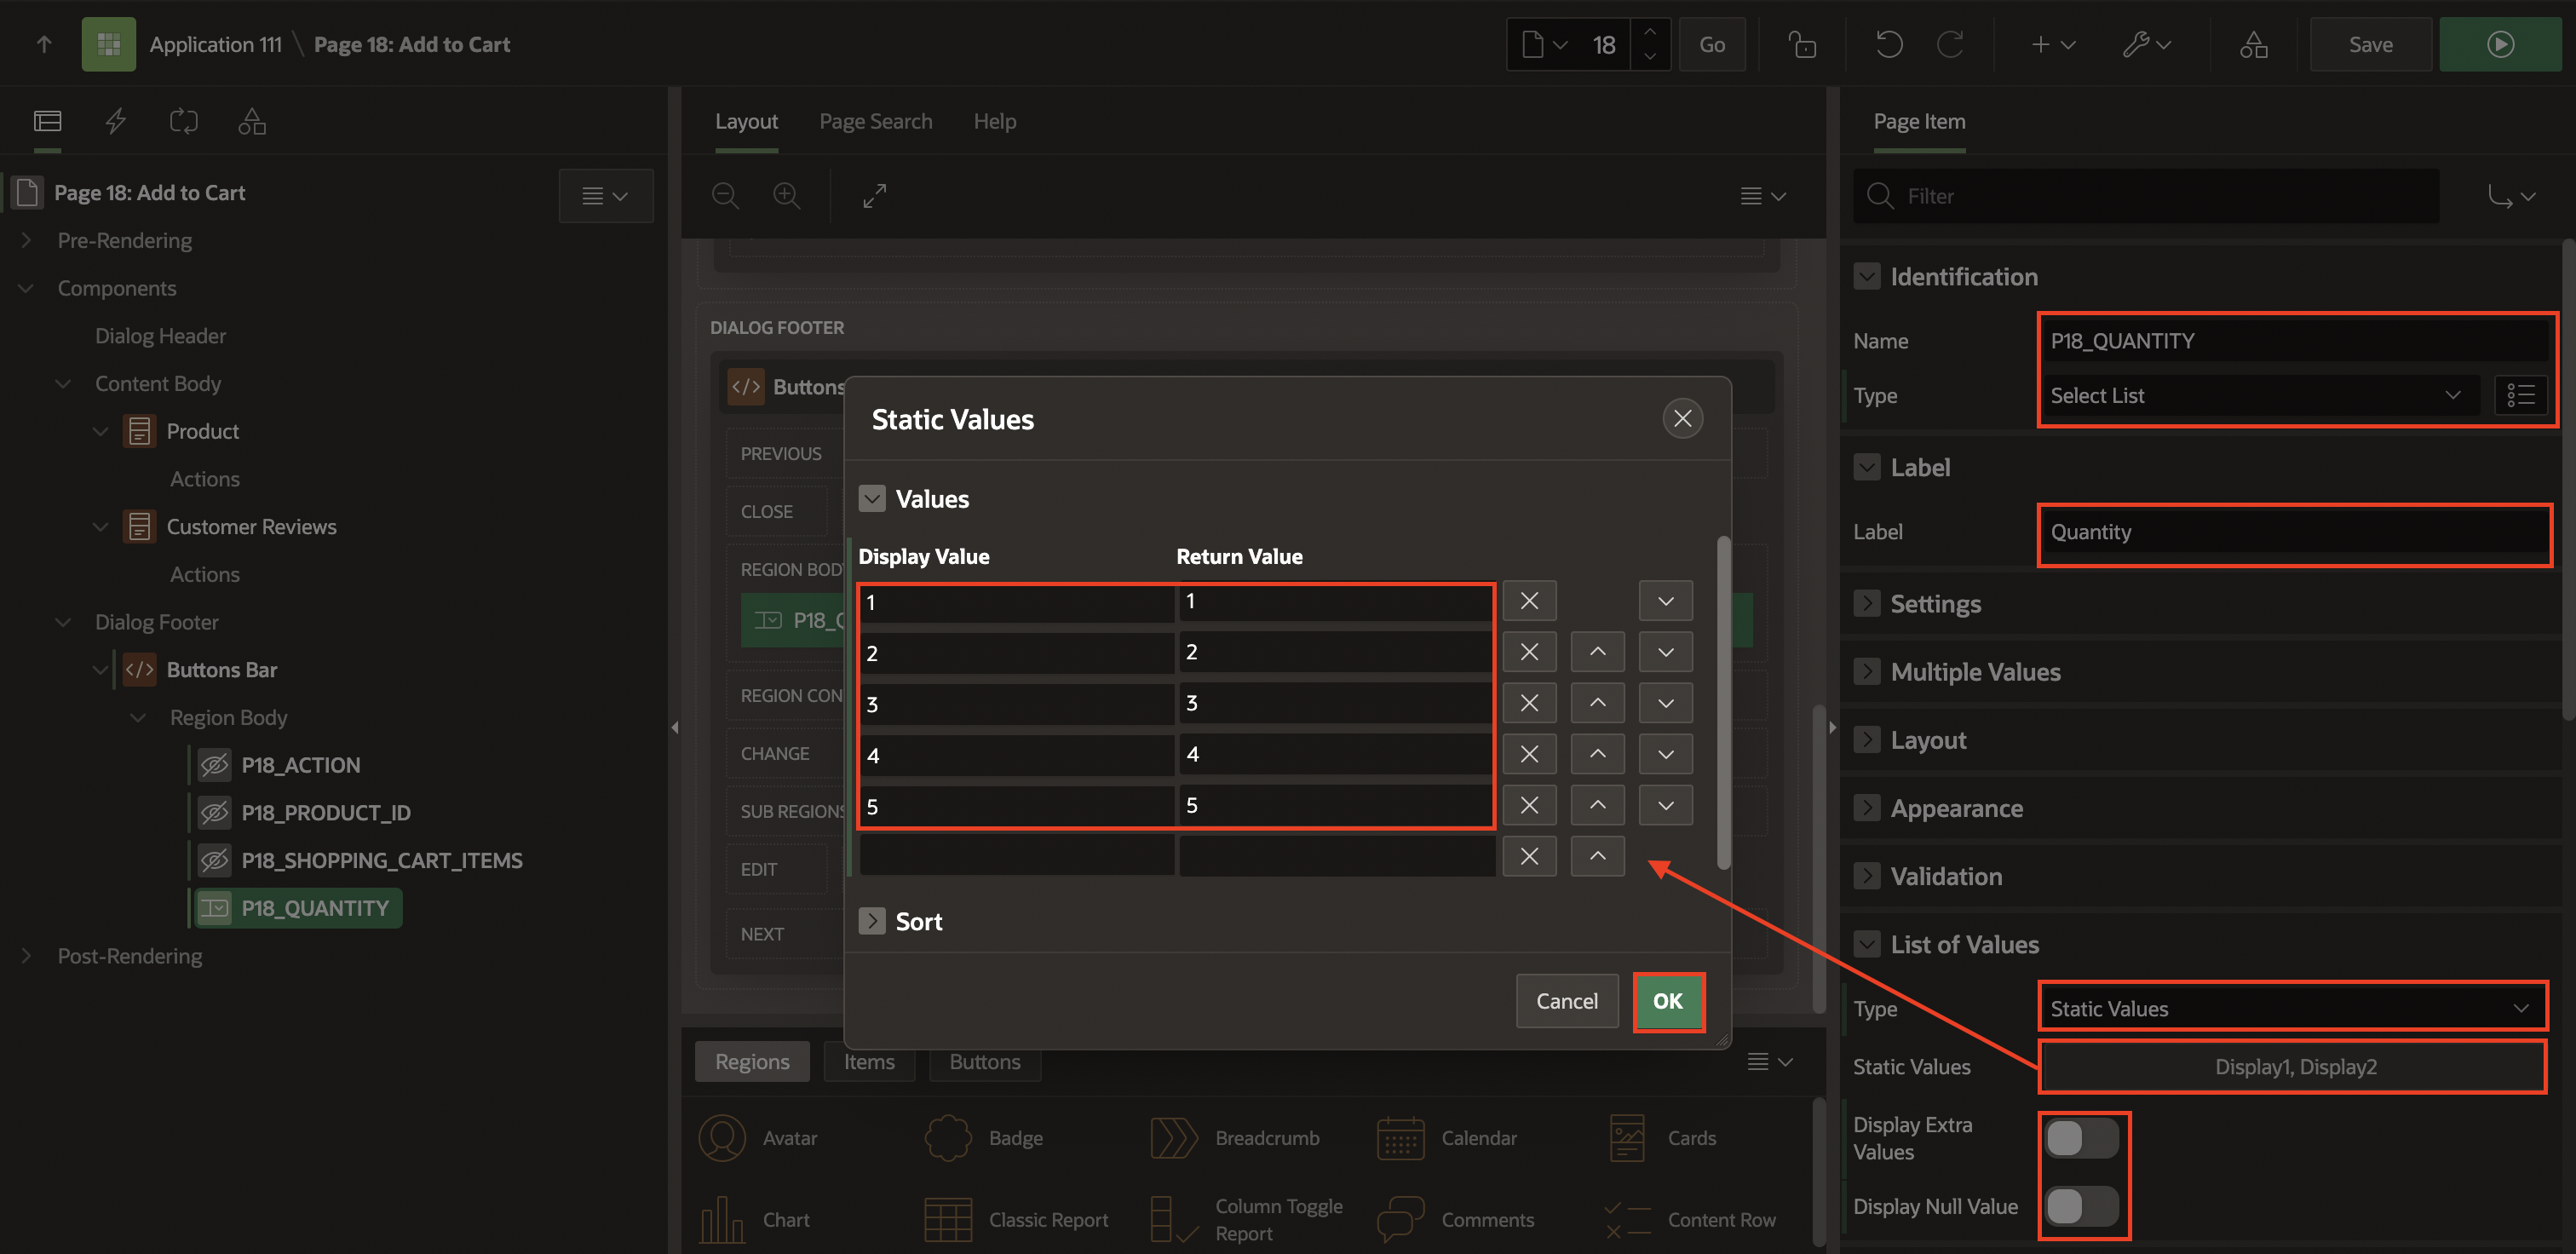 Application 111 \ Page 18: Add to Cart
18
Go
Save
Page 18: Add to Cart
Pre-Rendering
Components
Dialog Header
Content Body
Product
Actions
Customer Reviews
Actions
Dialog Footer
Buttons Bar
Region Body
P18_ACTION
P18_PRODUCT_ID
P18_SHOPPING_CART_ITEMS
P18_QUANTITY
Post-Rendering
Layout Page Search Help
DIALOG FOOTER
Buttons
PREVIOUS
CLOSE
REGION BODY
P18_Q
REGION CON
CHANGE
SUB REGIONS
EDIT
NEXT
Static Values
Values
Display Value Return Value
1 1
2 2
3 3
4 4
5 5
Sort
Cancel OK
Regions Items Buttons
Avatar Badge Breadcrumb Calendar Cards
Chart Classic Report Column Toggle Report Comments Content Row
Page Item
Filter
Identification
Name P18_QUANTITY
Type Select List
Label
Label Quantity
Settings
Multiple Values
Layout
Appearance
Validation
List of Values
Type Static Values
Static Values Display1, Display2
Display Extra
Values
Display Null Value